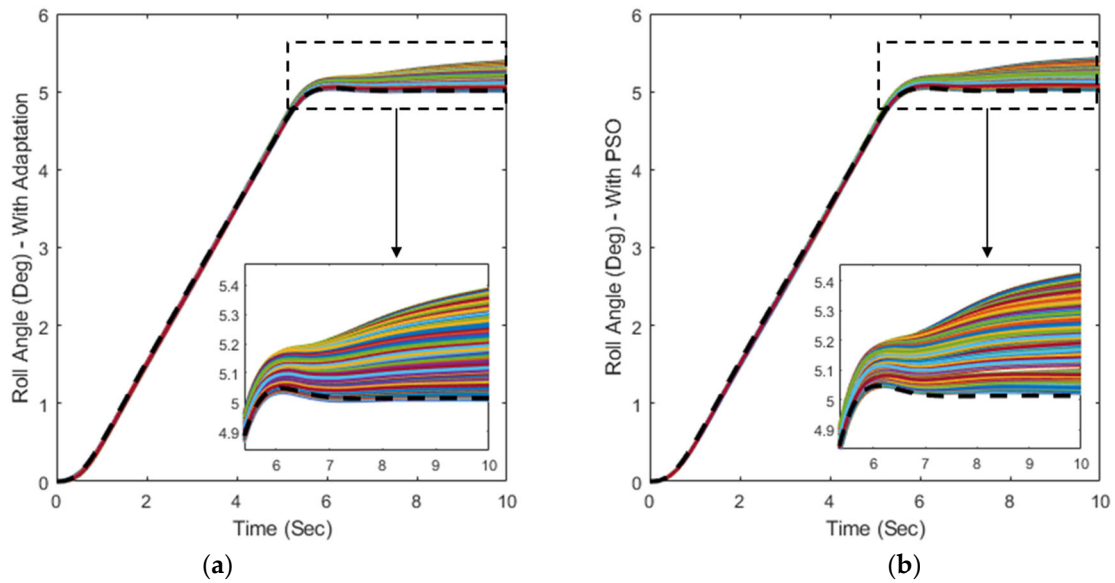 6
5
4
3
2
1
0
Roll Angle (Deg) - With Adaptation
5.4
5.3
5.2
5.1
5
4.9
6 7 8 9 10
0 2 4 6 8 10
Time (Sec)
(a)
6
5
4
3
2
1
0
Roll Angle (Deg) - With PSO
5.4
5.3
5.2
5.1
5
4.9
6 7 8 9 10
0 2 4 6 8 10
Time (Sec)
(b)